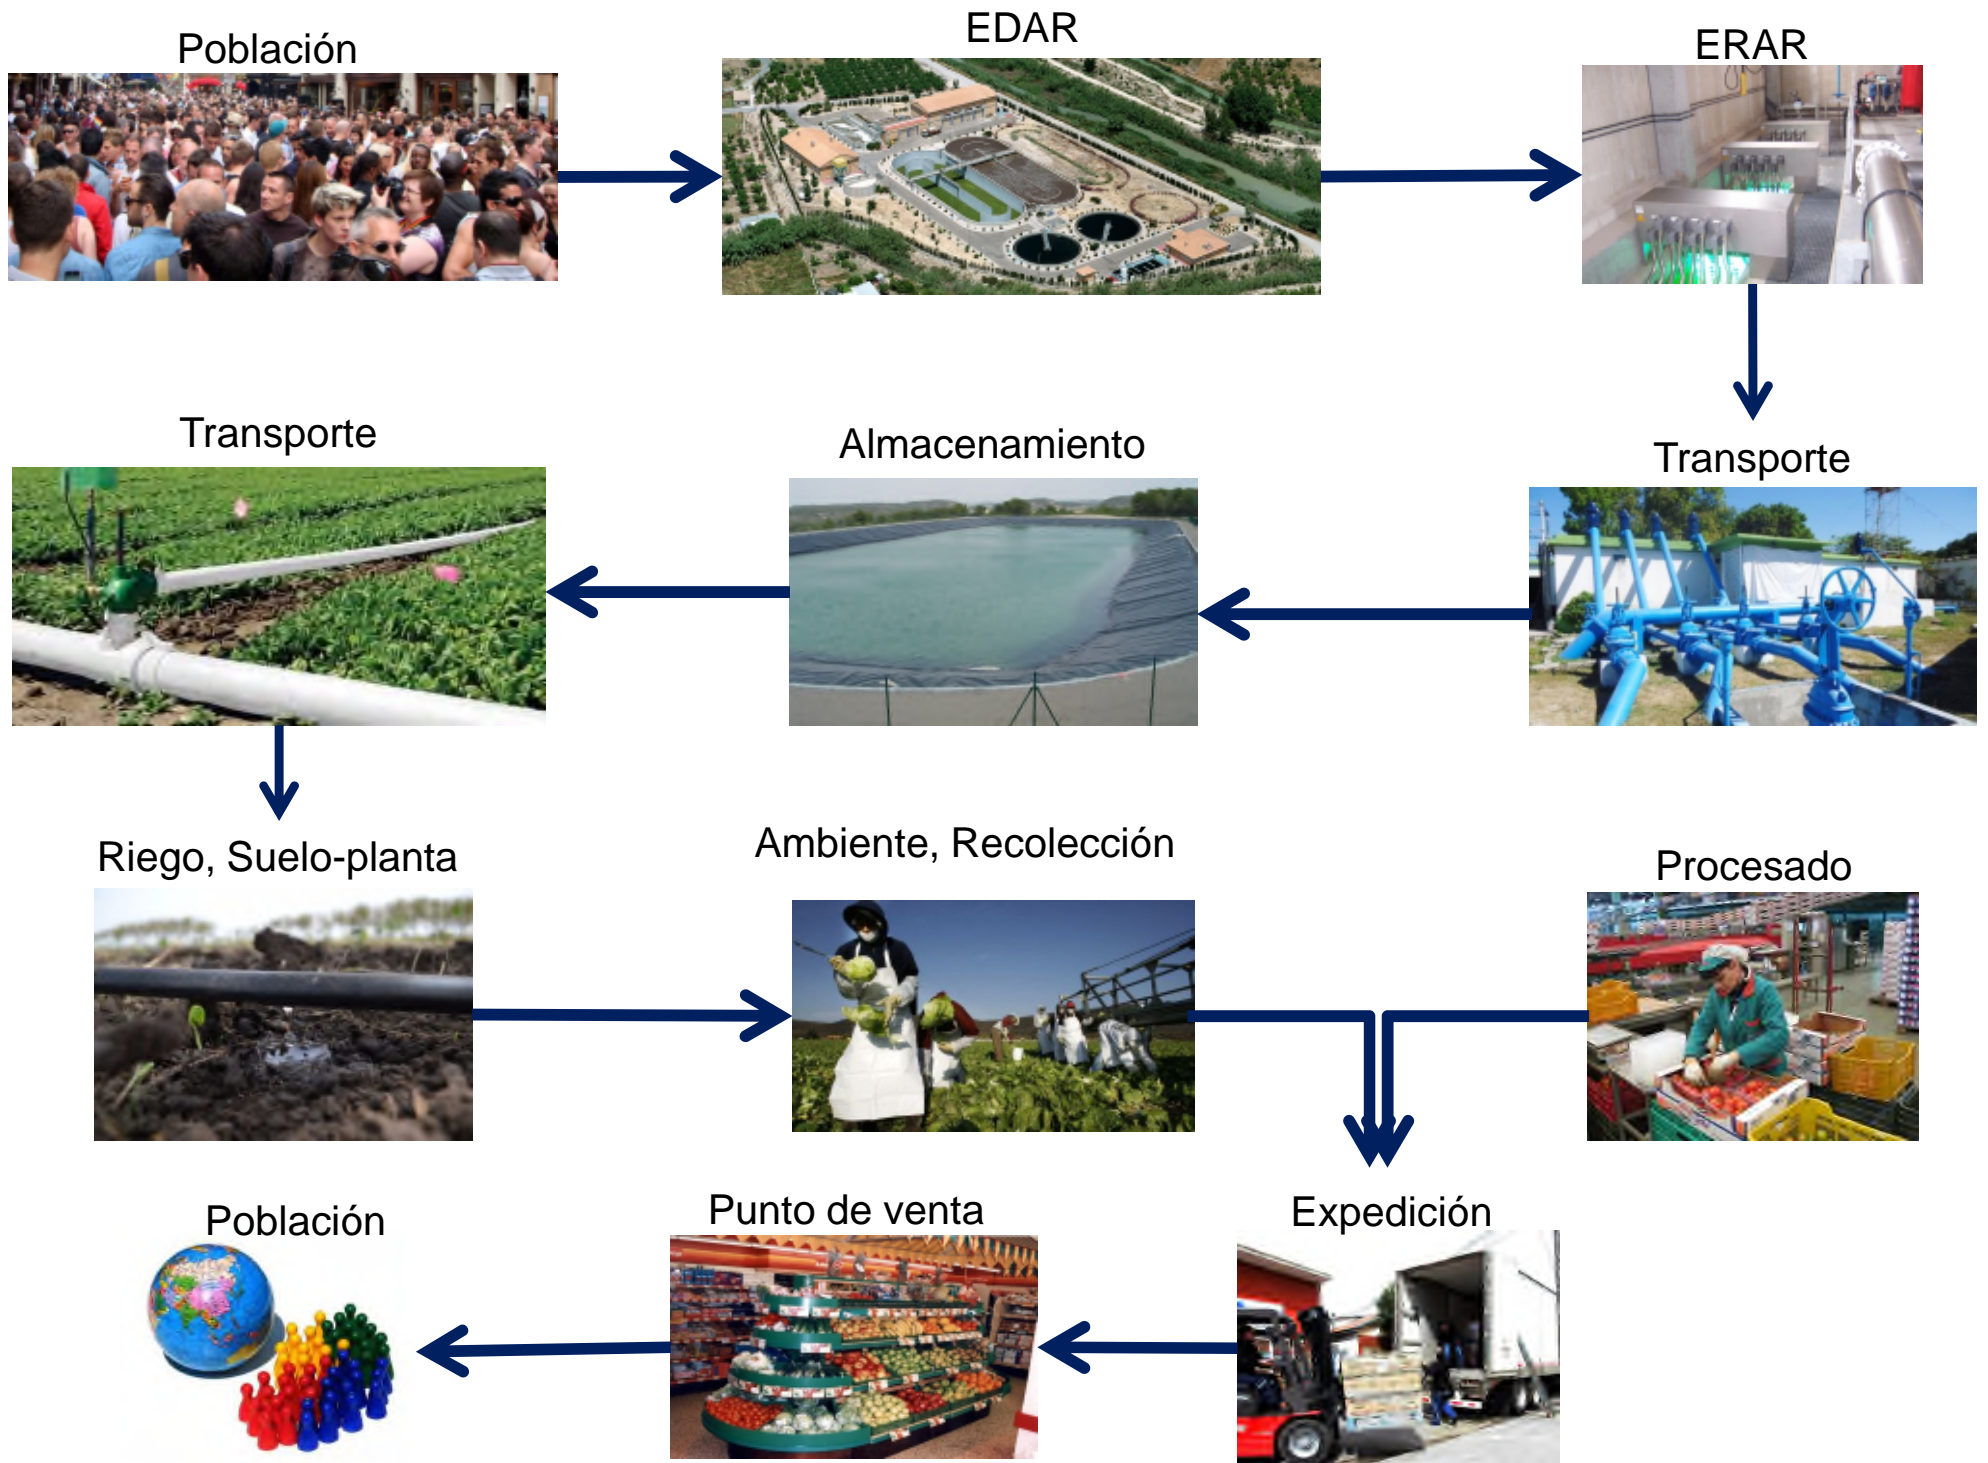 Población
EDAR
ERAR
Transporte
Almacenamiento
Transporte
Riego, Suelo-planta
Ambiente, Recolección
Procesado
Población
Punto de venta
Expedición